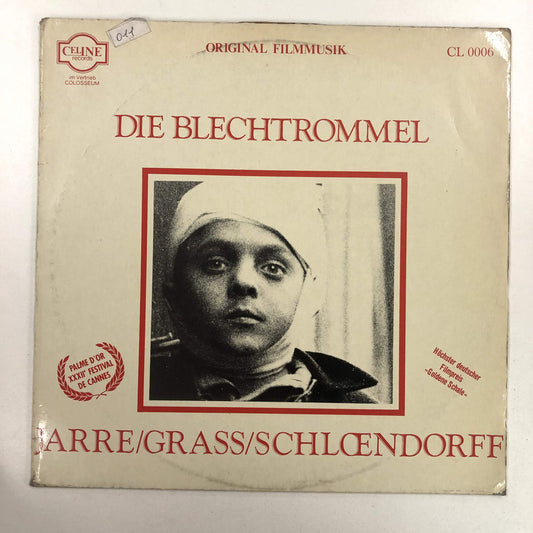 CELINE
records
im Vertrieb
COLOSSEUM
011
ORIGINAL FILMMUSIK
CL 0006
DIE BLECHTROMMEL
PALME D'OR
XXXIIe FESTIVAL
DE CANNES
Höchster deutscher
Filmpreis
-Goldene Schale-
JARRE/GRASS/SCHLŒNDORFF